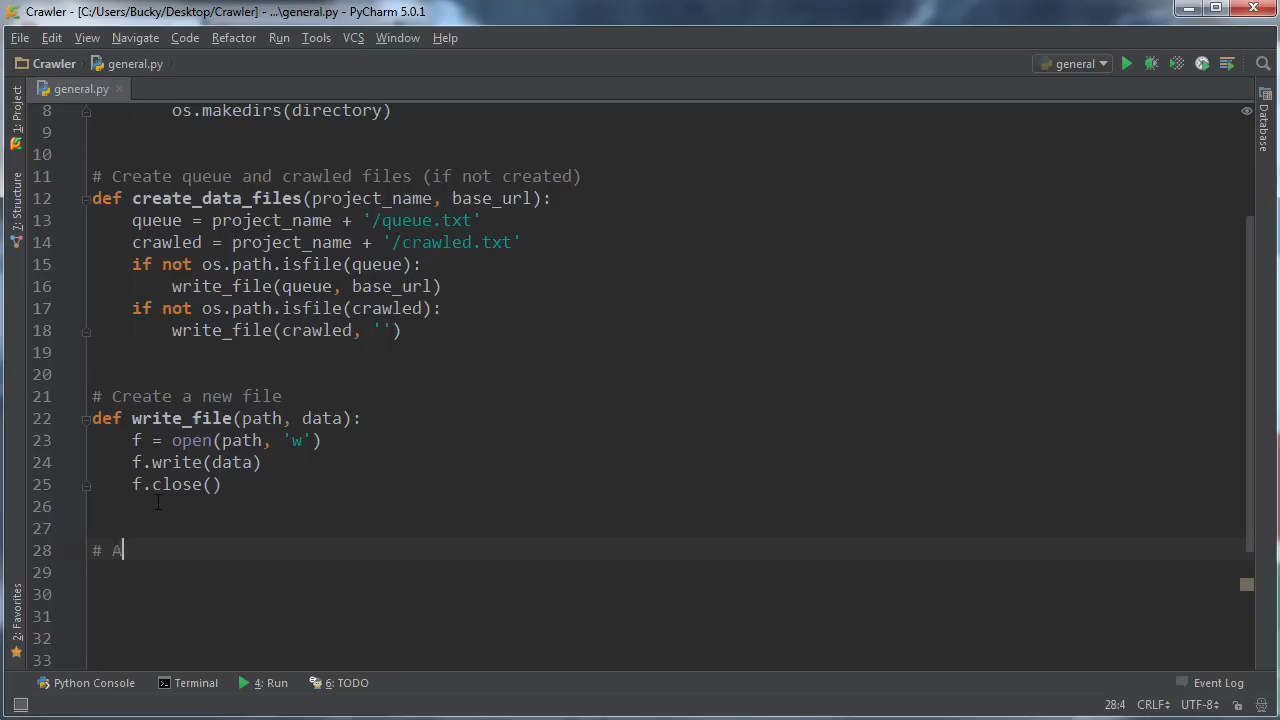 Crawler - [C:/Users/Bucky/Desktop/Crawler] - ...\general.py - PyCharm 5.0.1
File Edit View Navigate Code Refactor Run Tools VCS Window Help
Crawler general.py general
general.py
1: Project
7: Structure
2: Favorites
Database
8 os.makedirs(directory)
9
10
11 # Create queue and crawled files (if not created)
12 def create_data_files(project_name, base_url):
13 queue = project_name + '/queue.txt'
14 crawled = project_name + '/crawled.txt'
15 if not os.path.isfile(queue):
16 write_file(queue, base_url)
17 if not os.path.isfile(crawled):
18 write_file(crawled, '')
19
20
21 # Create a new file
22 def write_file(path, data):
23 f = open(path, 'w')
24 f.write(data)
25 f.close()
26
27
28 # A
29
30
31
32
33
Python Console Terminal 4: Run 6: TODO Event Log
28:4 CRLF UTF-8